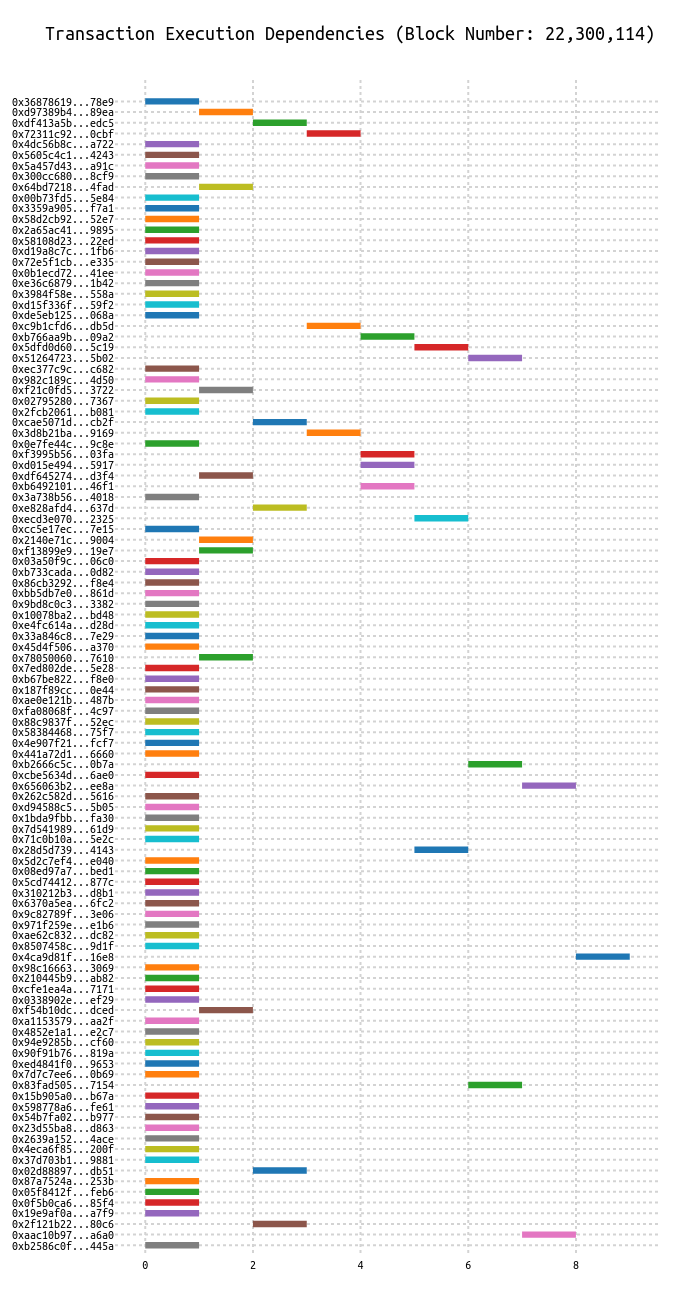 Transaction Execution Dependencies (Block Number: 22,300,114)
0x36878619...78e9
0xd97389b4...89ea
0xdf413a5b...edc5
0x72311c92...0cbf
0x4dc56b8c...a722
0x5605c4c1...4243
0x5a457d43...a91c
0x300cc680...8cf9
0x64bd7218...4fad
0x00b73fd5...5e84
0x3359a905...f7a1
0x58d2cb92...52e7
0x2a65ac41...9895
0x58108d23...22ed
0xd19a8c7c...1fb6
0x72e5f1cb...e335
0x0b1ecd72...41ee
0xe36c6879...1b42
0x3984f58e...558a
0xd15f336f...59f2
0xde5eb125...068a
0xc9b1cfd6...db5d
0xb766aa9b...09a2
0x5dfd0d60...5c19
0x51264723...5b02
0xec377c9c...c682
0x982c189c...4d50
0xf21c0fd5...3722
0x02795280...7367
0x2fcb2061...b081
0xcae5071d...cb2f
0x3d8b21ba...9169
0x0e7fe44c...9c8e
0xf3995b56...03fa
0xd015e494...5917
0xdf645274...d3f4
0xb6492101...46f1
0x3a738b56...4018
0xe828afd4...637d
0xecd3e070...2325
0xcc5e17ec...7e15
0x2140e71c...9004
0xf13899e9...19e7
0x03a50f9c...06c0
0xb733cada...0d82
0x86cb3292...f8e4
0xbb5db7e0...861d
0x9bd8c0c3...3382
0x10078ba2...bd48
0xe4fc614a...d28d
0x33a846c8...7e29
0x45d4f506...a370
0x78050060...7610
0x7ed802de...5e28
0xb67be822...f8e0
0x187f89cc...0e44
0xae0e121b...487b
0xfa08068f...4c97
0x88c9837f...52ec
0x58384468...75f7
0x4e907f21...fcf7
0x441a72d1...6660
0xb2666c5c...0b7a
0xcbe5634d...6ae0
0x656063b2...ee8a
0x262c582d...5616
0xd94588c5...5b05
0x1bda9fbb...fa30
0x7d541989...61d9
0x71c0b10a...5e2c
0x28d5d739...4143
0x5d2c7ef4...e040
0x08ed97a7...bed1
0x5cd74412...877c
0x310212b3...d8b1
0x6370a5ea...6fc2
0x9c82789f...3e06
0x971f259e...e1b6
0xae62c832...dc82
0x8507458c...9d1f
0x4ca9d81f...16e8
0x98c16663...3069
0x210445b9...ab82
0xcfe1ea4a...7171
0x0338902e...ef29
0xf54b10dc...dced
0xa1153579...aa2f
0x4852e1a1...e2c7
0x94e9285b...cf60
0x90f91b76...819a
0xed4841f0...9653
0x7d7c7ee6...0b69
0x83fad505...7154
0x15b905a0...b67a
0x598778a6...fe61
0x54b7fa02...b977
0x23d55ba8...d863
0x2639a152...4ace
0x4eca6f85...200f
0x37d703b1...9881
0x02d88897...db51
0x87a7524a...253b
0x05f8412f...feb6
0x0f5b0ca6...85f4
0x19e9af0a...a7f9
0x2f121b22...80c6
0xaac10b97...a6a0
0xb2586c0f...445a
0 2 4 6 8